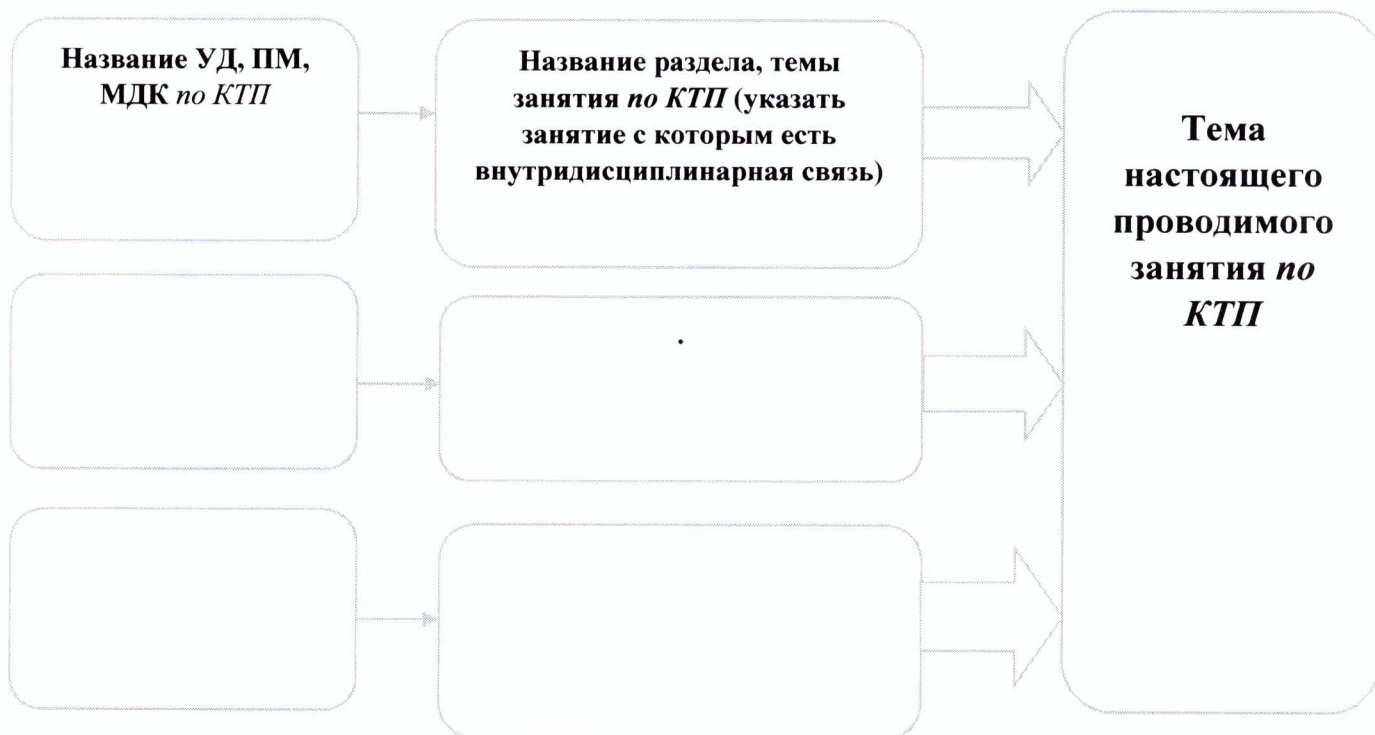 Название УД, ПМ,
МДК по КТП
Название раздела, темы
занятия по КТП (указать
занятие с которым есть
внутридисциплинарная связь)
Тема
настоящего
проводимого
занятия по
КТП